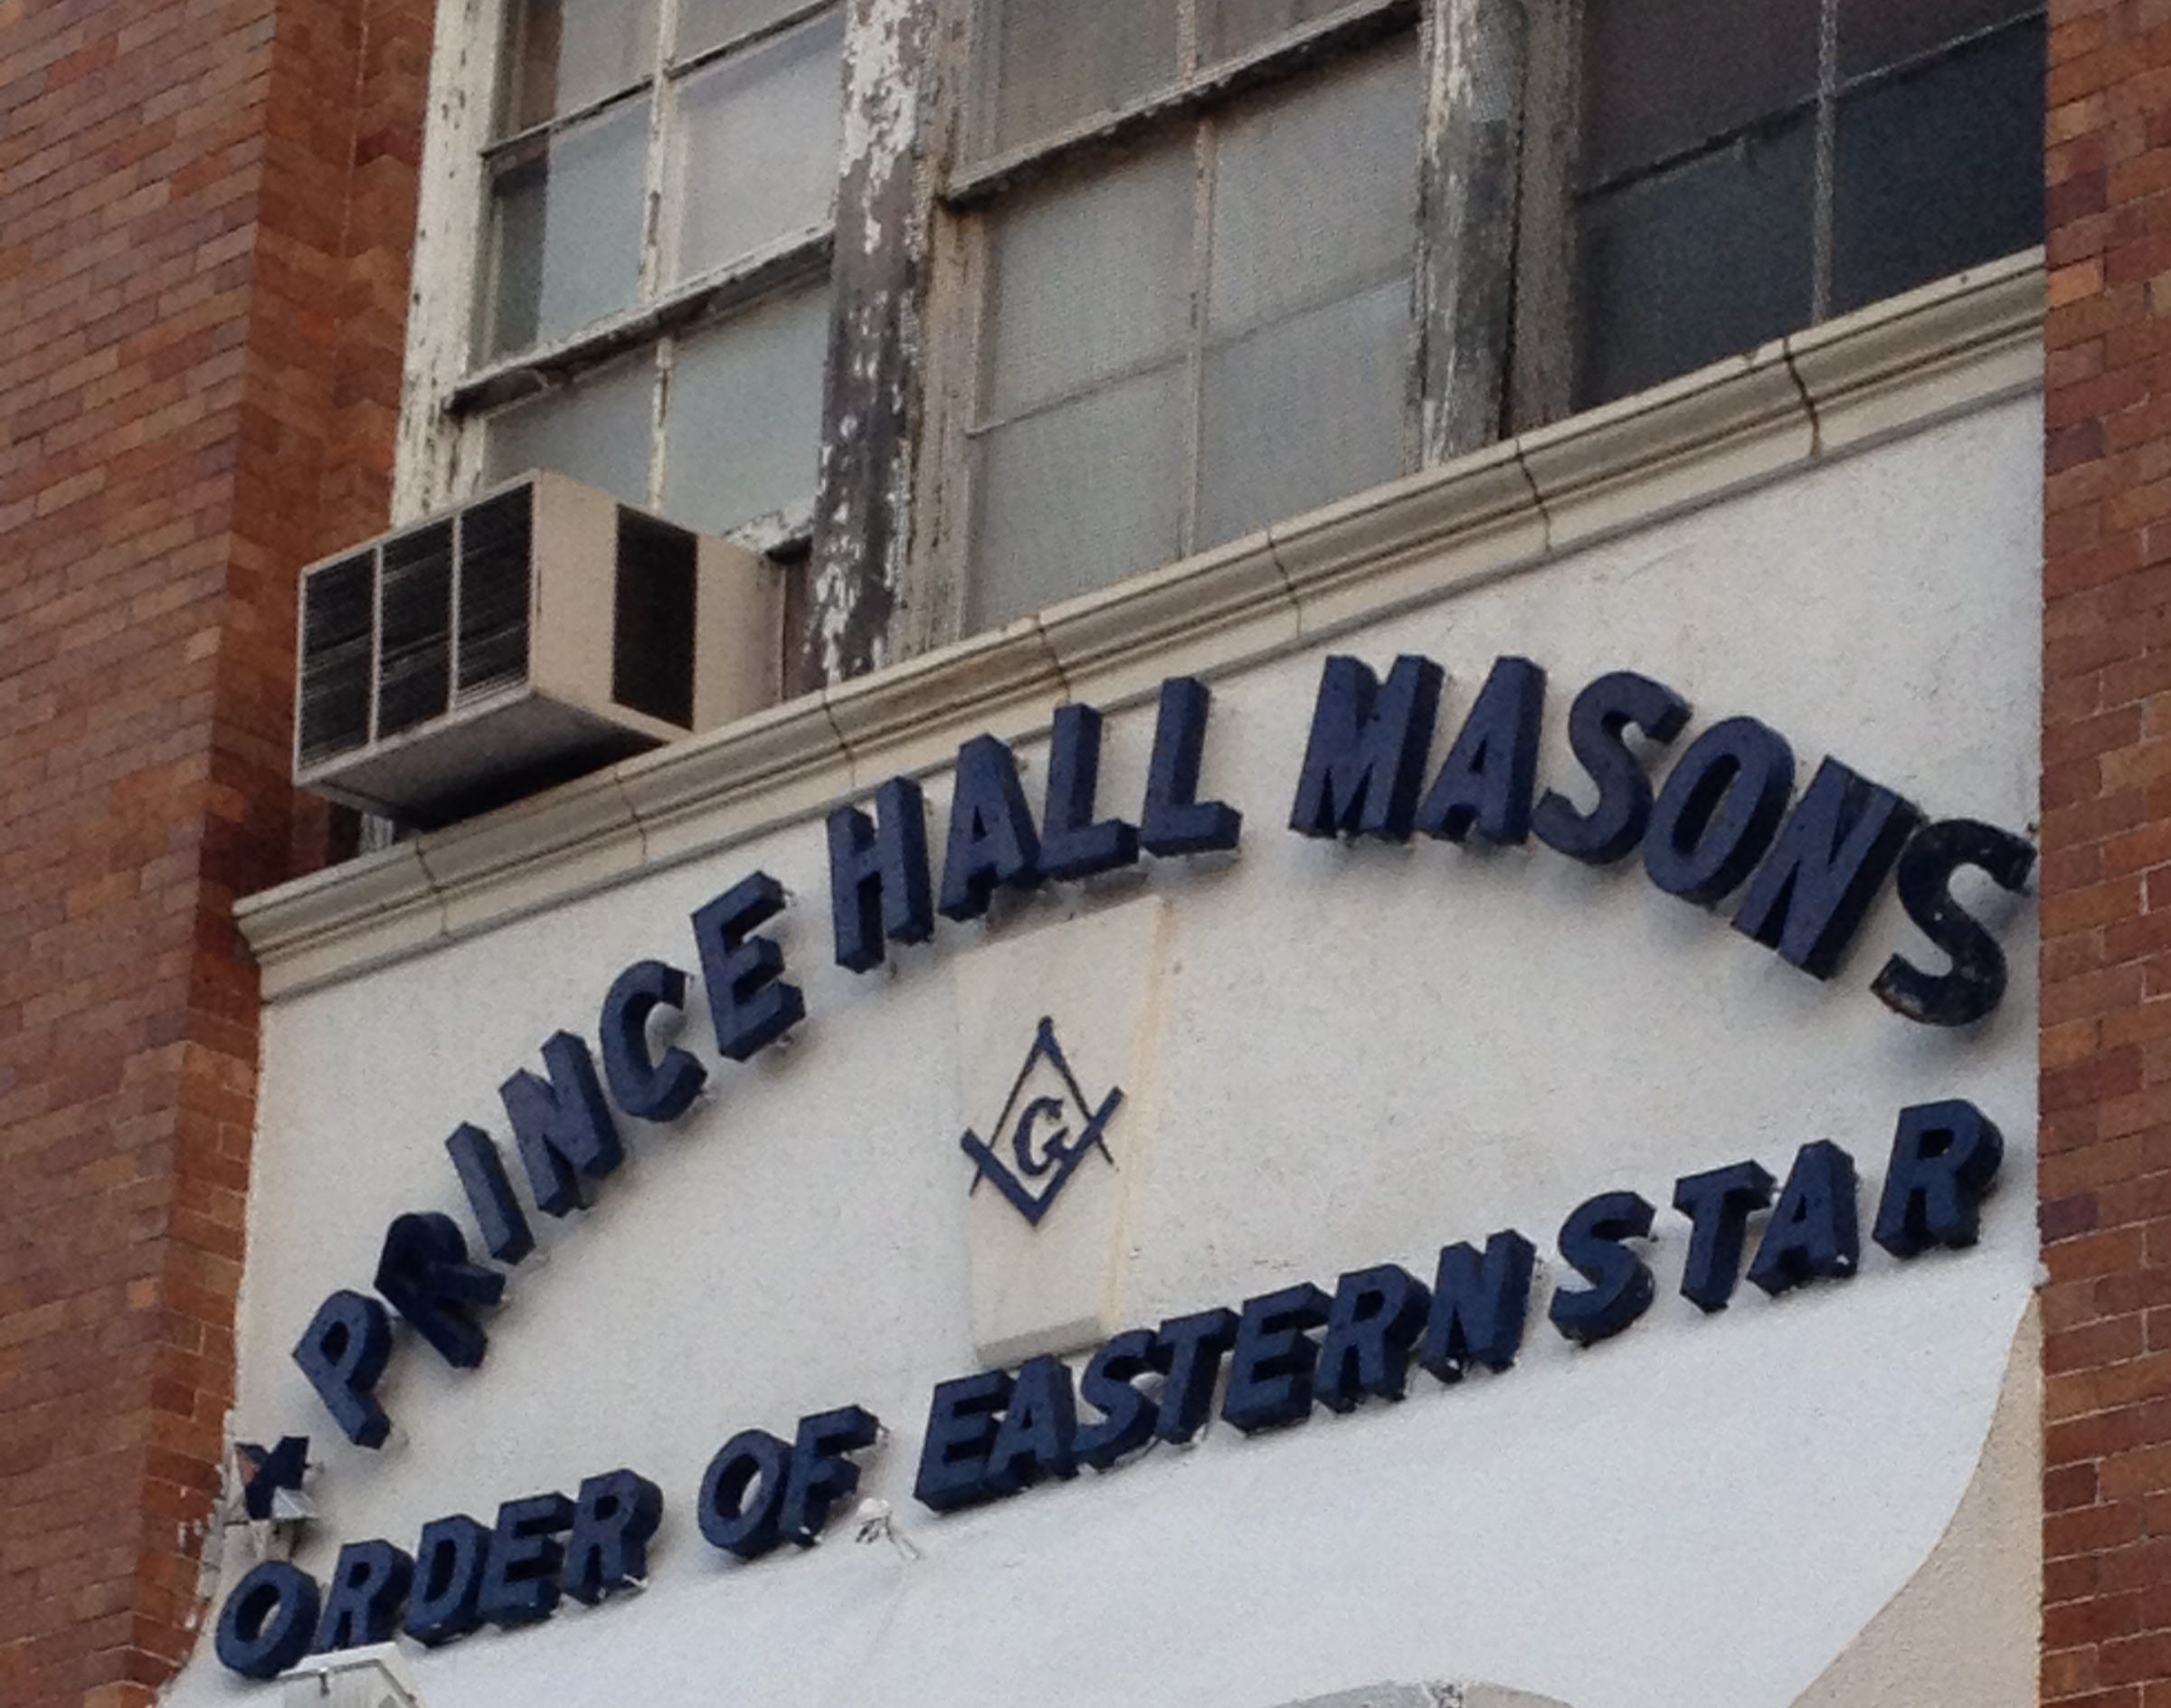 PRINCE HALL MASONS
G
ORDER OF EASTERN STAR